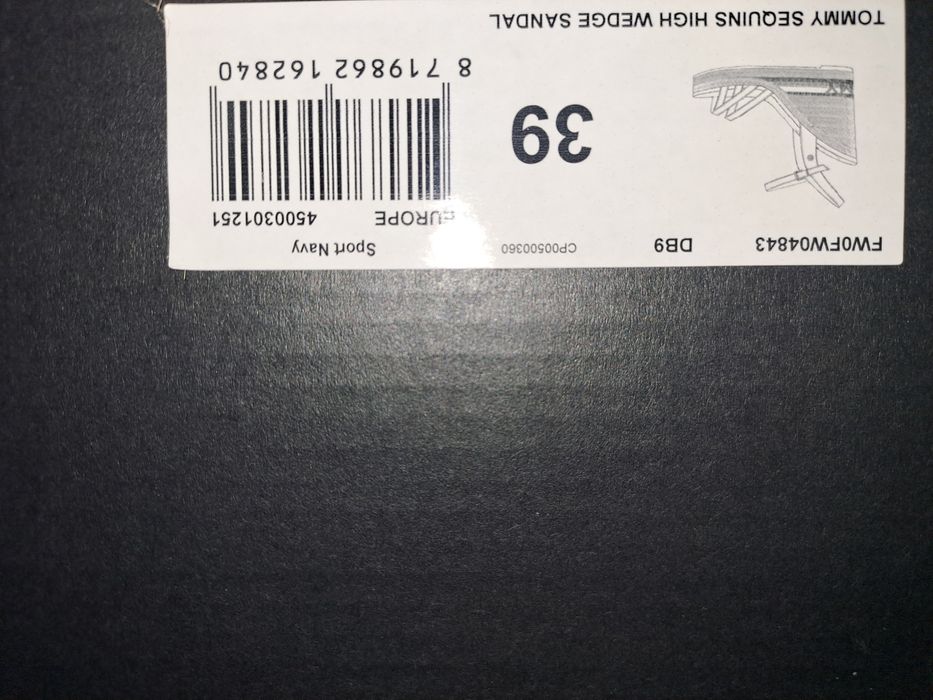 FW0FW04843 DB9 CP00500360 Sport Navy
EUROPE 4500301251
39
8 719862 162840
TOMMY SEQUINS HIGH WEDGE SANDAL